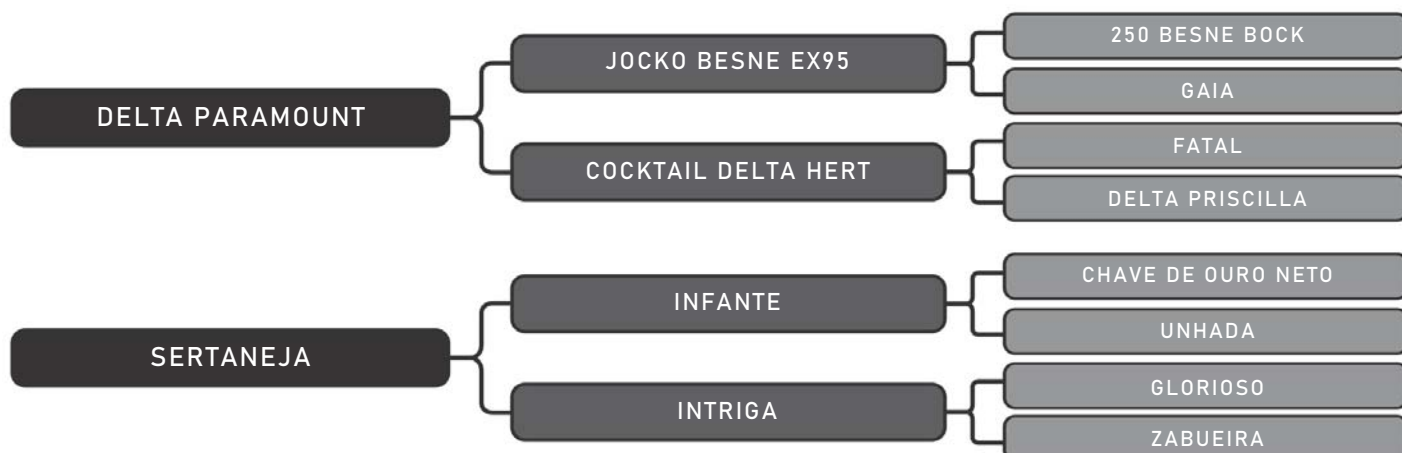 DELTA PARAMOUNT
JOCKO BESNE EX95
250 BESNE BOCK
GAIA
COCKTAIL DELTA HERT
FATAL
DELTA PRISCILLA
SERTANEJA
INFANTE
CHAVE DE OURO NETO
UNHADA
INTRIGA
GLORIOSO
ZABUEIRA